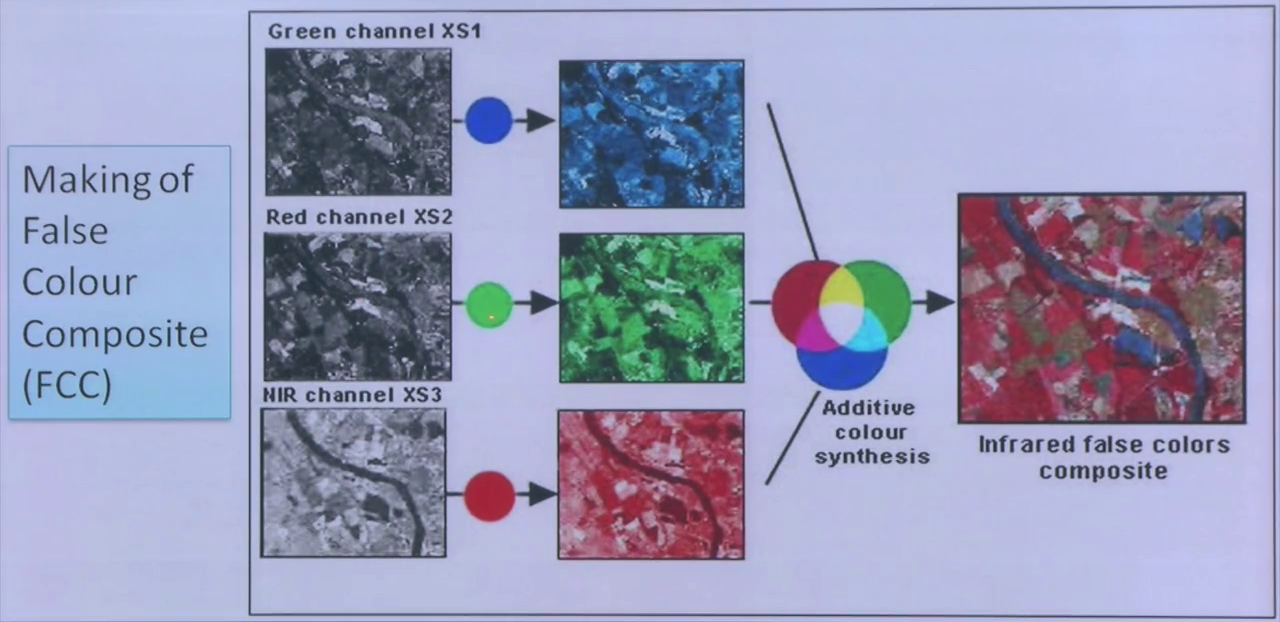 Making of
False
Colour
Composite
(FCC)
Green channel XS1
Red channel XS2
NIR channel XS3
Additive
colour
synthesis
Infrared false colors
composite